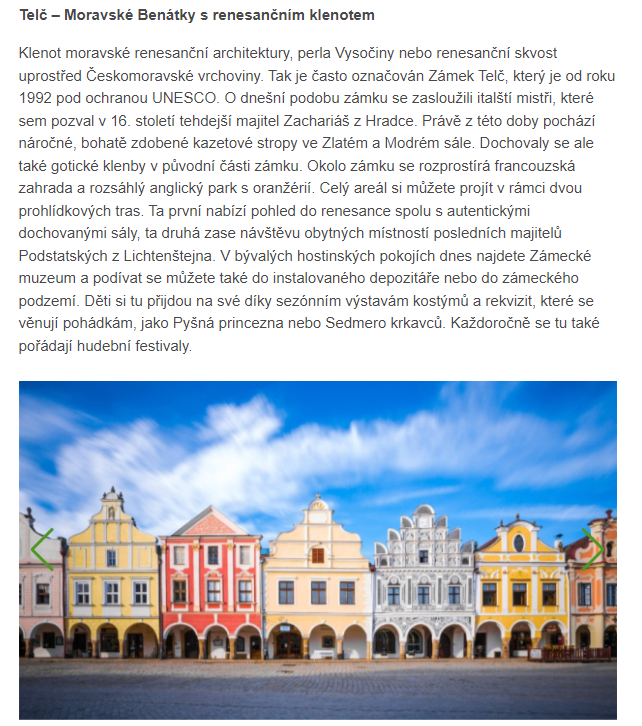 Telč – Moravské Benátky s renesančním klenotem
Klenot moravské renesanční architektury, perla Vysočiny nebo renesanční skvost
uprostřed Českomoravské vrchoviny. Tak je často označován Zámek Telč, který je od roku
1992 pod ochranou UNESCO. O dnešní podobu zámku se zasloužili italští mistři, které
sem pozval v 16. století tehdejší majitel Zachariáš z Hradce. Právě z této doby pochází
náročné, bohatě zdobené kazetové stropy ve Zlatém a Modrém sále. Dochovaly se ale
také gotické klenby v původní části zámku. Okolo zámku se rozprostírá francouzská
zahrada a rozsáhlý anglický park s oranžérií. Celý areál si můžete projít v rámci dvou
prohlídkových tras. Ta první nabízí pohled do renesance spolu s autentickými
dochovanými sály, ta druhá zase návštěvu obytných místností posledních majitelů
Podstatských z Lichtenštejna. V bývalých hostinských pokojích dnes najdete Zámecké
muzeum a podívat se můžete také do instalovaného depozitáře nebo do zámeckého
podzemí. Děti si tu přijdou na své díky sezónním výstavám kostýmů a rekvizit, které se
věnují pohádkám, jako Pyšná princezna nebo Sedmero krkavců. Každoročně se tu také
pořádají hudební festivaly.